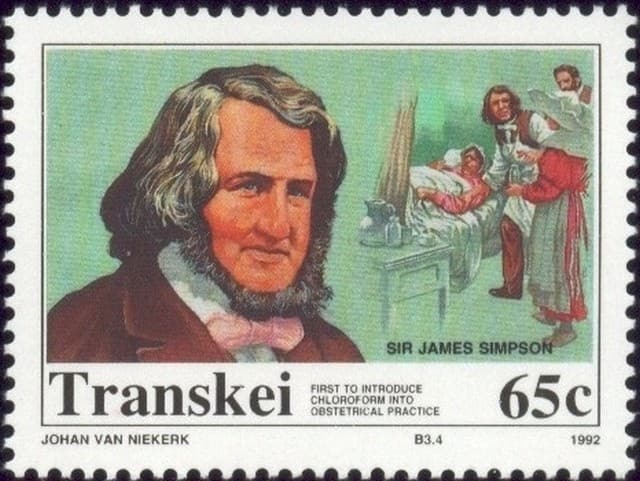 SIR JAMES SIMPSON
Transkei
FIRST TO INTRODUCE
CHLOROFORM INTO
OBSTETRICAL PRACTICE
65c
JOHAN VAN NIEKERK B3.4 1992